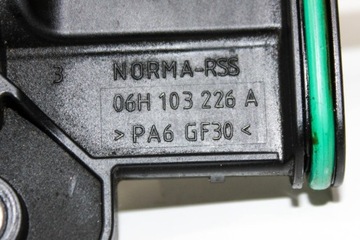 3
NORMA-RSS
06H 103 226 A
> PA6 GF30 <